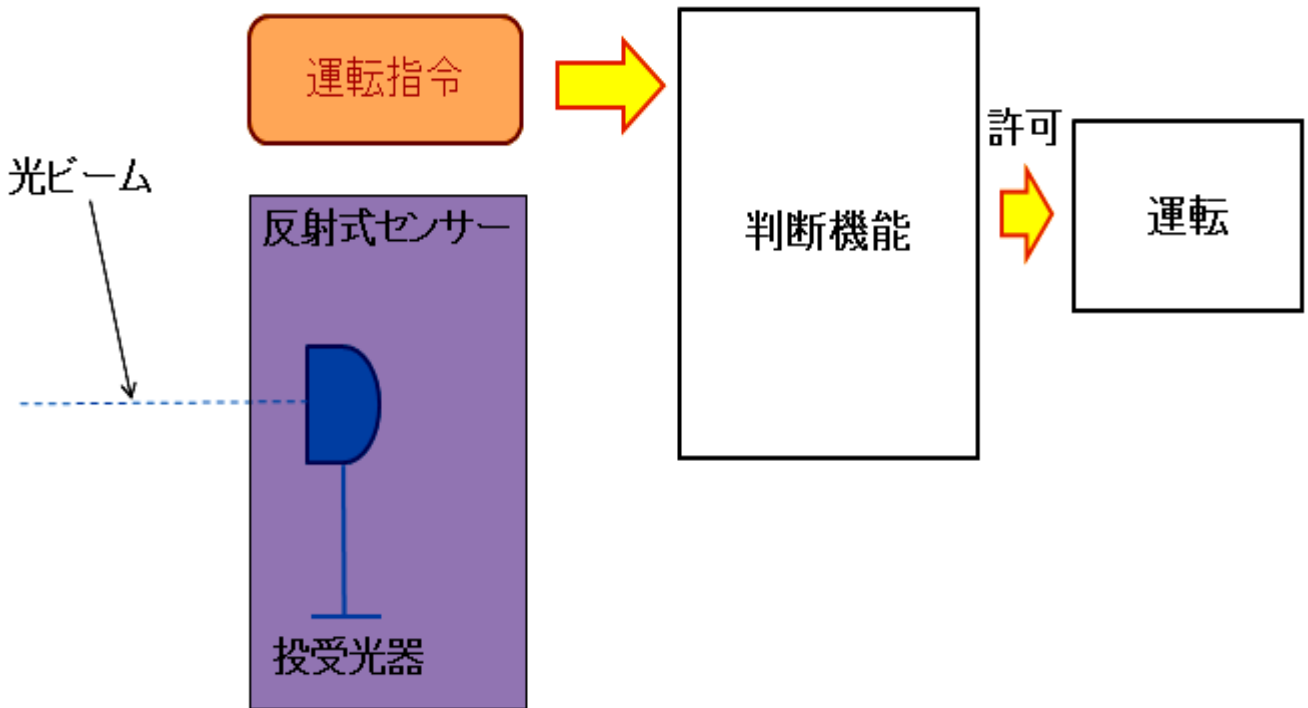 運転指令
許可
光ビーム
反射式センサー
判断機能
運転
投受光器